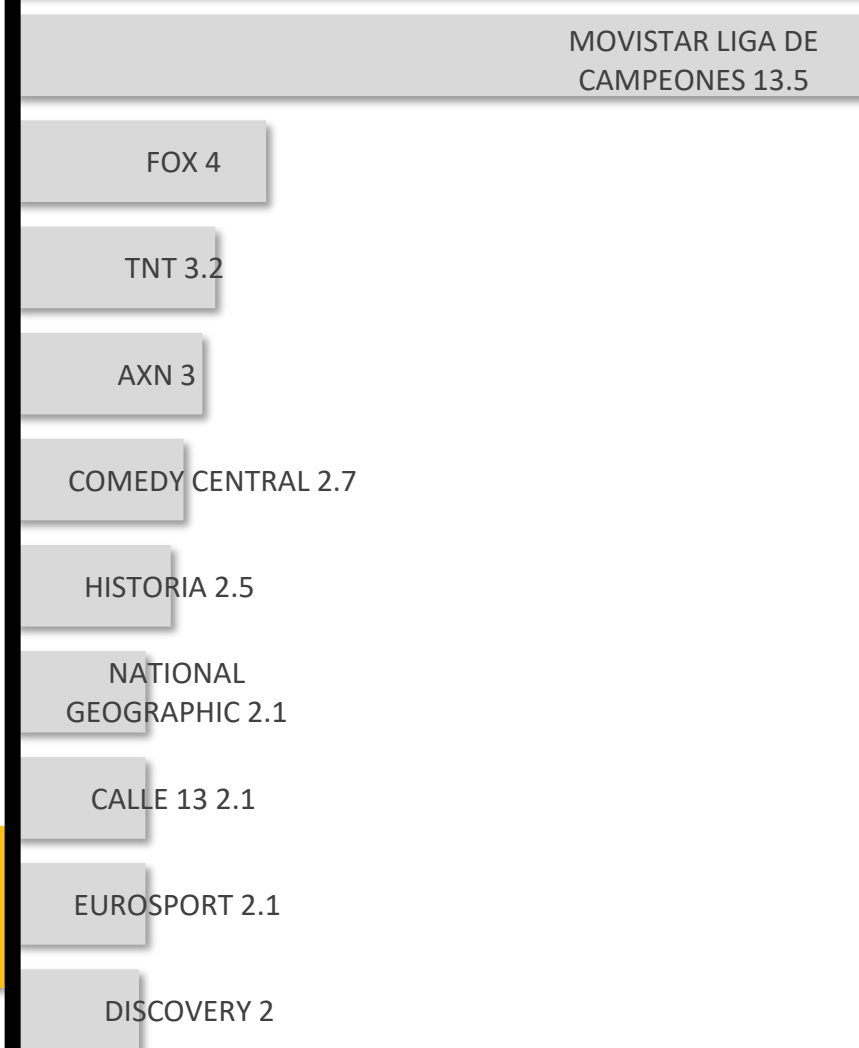 MOVISTAR LIGA DE
CAMPEONES 13.5
FOX 4
TNT 3.2
AXN 3
COMEDY CENTRAL 2.7
HISTORIA 2.5
NATIONAL
GEOGRAPHIC 2.1
CALLE 13 2.1
EUROSPORT 2.1
DISCOVERY 2